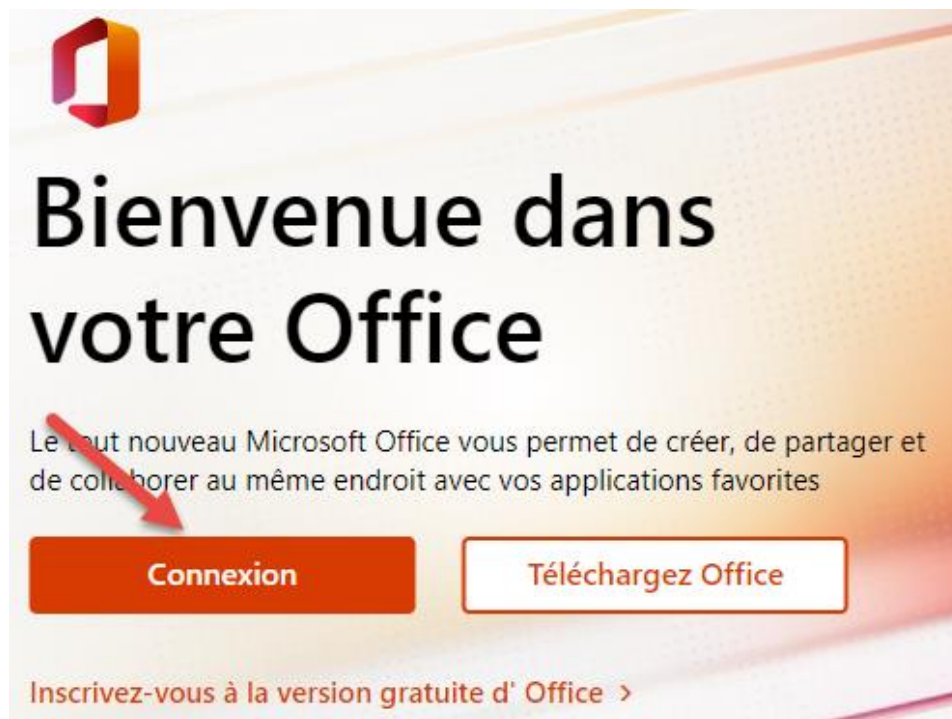 Bienvenue dans
votre Office
Le tout nouveau Microsoft Office vous permet de créer, de partager et
de collaborer au même endroit avec vos applications favorites
Connexion
Téléchargez Office
Inscrivez-vous à la version gratuite d' Office >